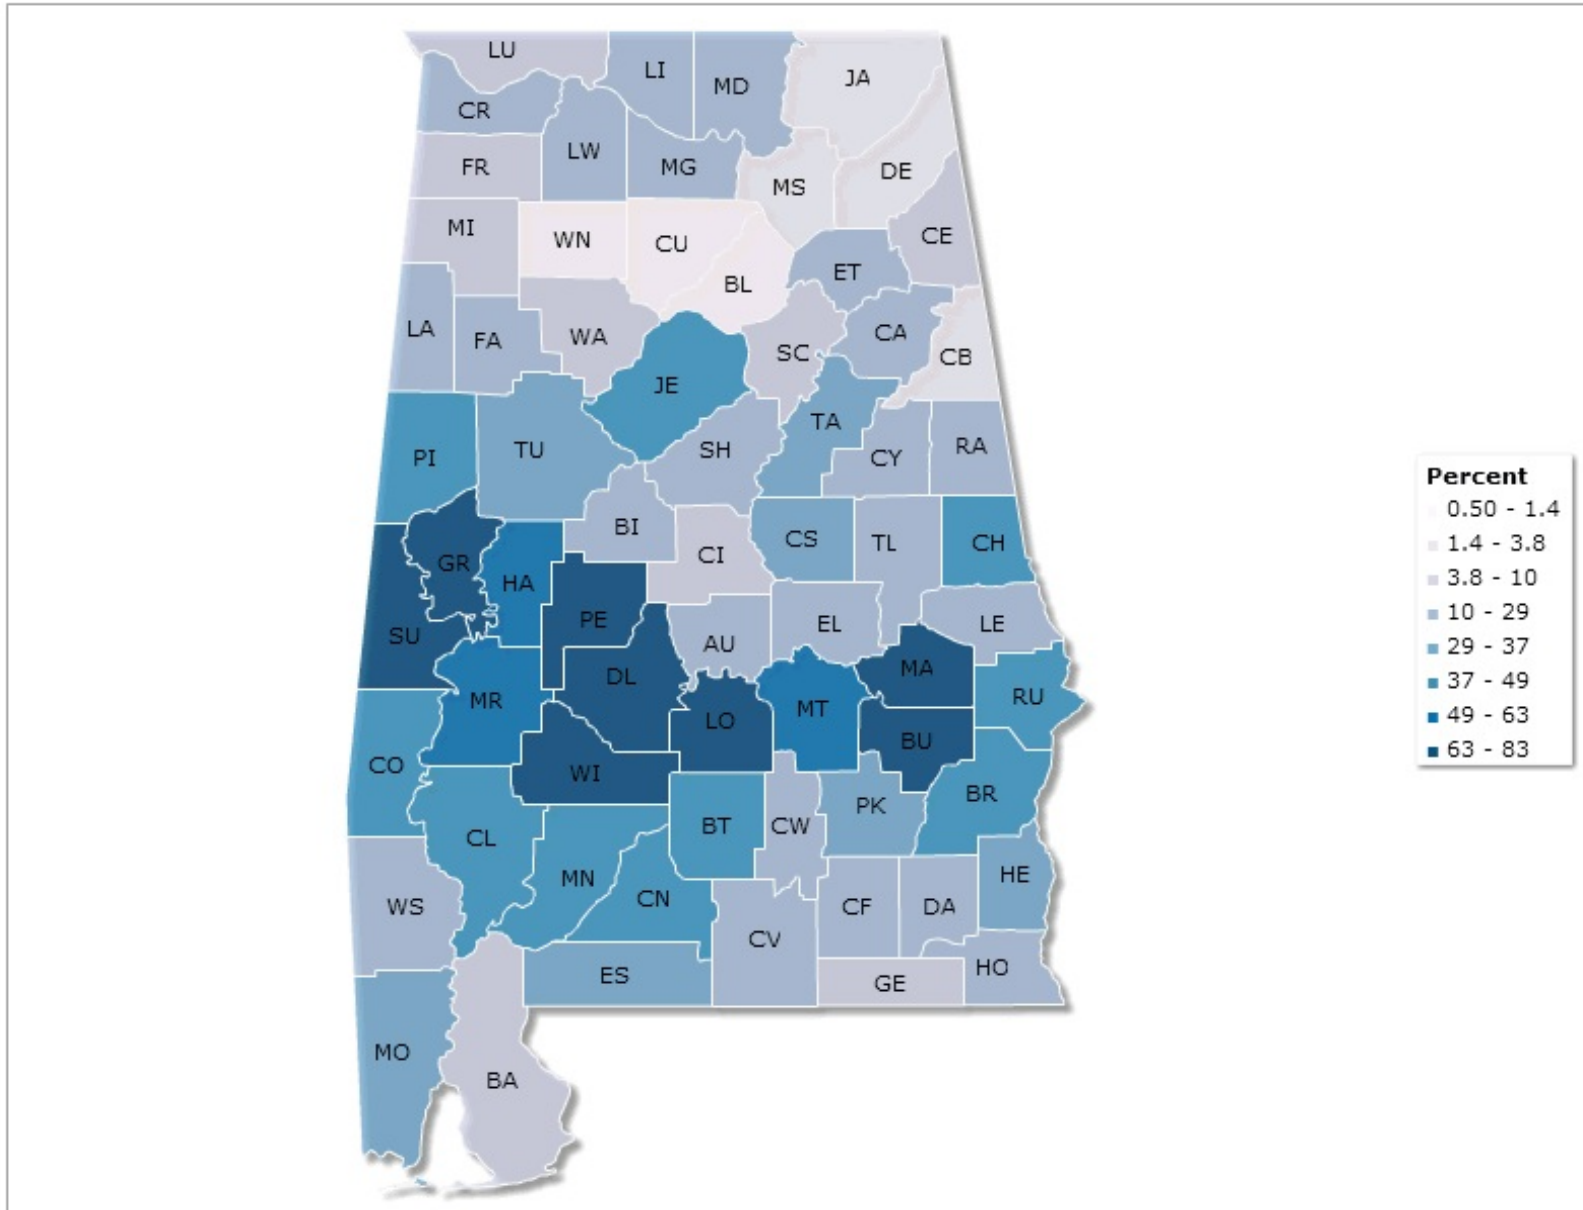 LU
LI
MD
JA
CR
FR
LW
MG
MS
DE
MI
WN
CU
BL
ET
CE
LA
FA
WA
JE
SC
CA
CB
PI
TU
SH
TA
CY
RA
GR
HA
BI
CI
CS
TL
CH
SU
PE
DL
AU
EL
LE
MR
LO
MT
MA
BU
RU
CO
WI
CL
BT
CW
PK
BR
MN
CN
HE
WS
CV
CF
DA
HO
ES
GE
MO
BA
Percent
0.50 - 1.4
1.4 - 3.8
3.8 - 10
10 - 29
29 - 37
37 - 49
49 - 63
63 - 83